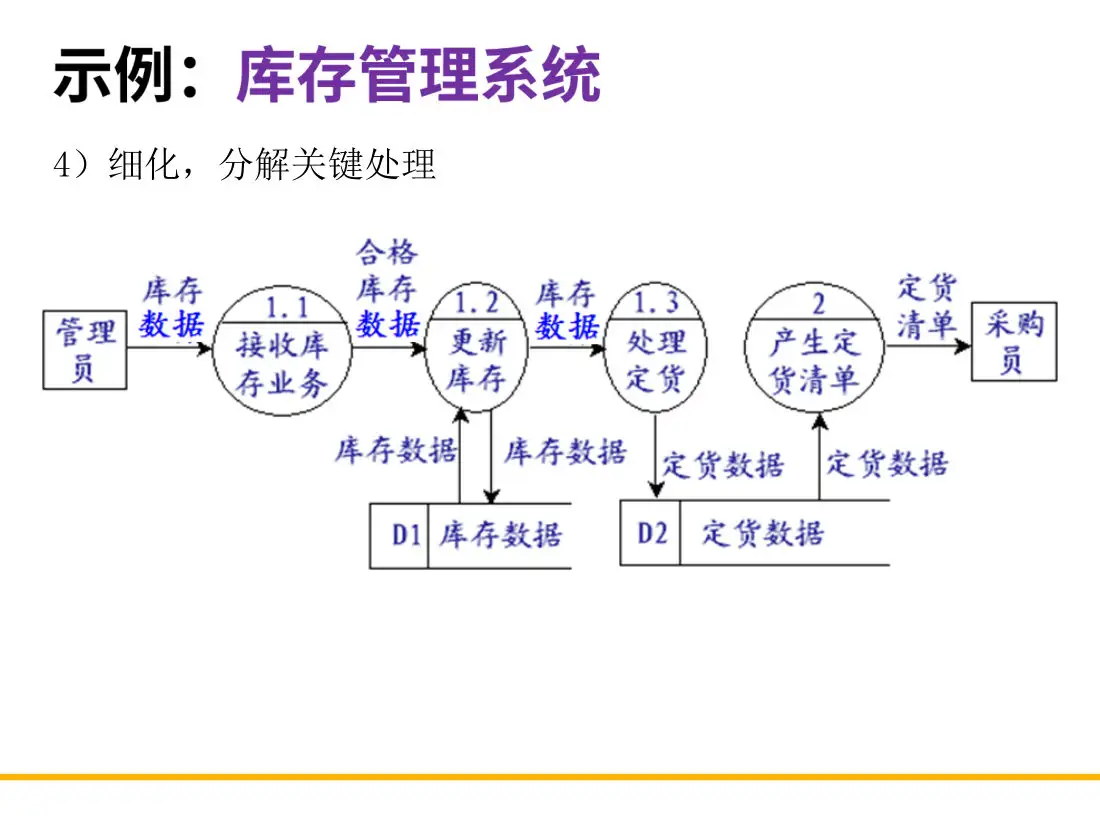 示例：库存管理系统
4）细化，分解关键处理
管理
员
库存
数据
1.1
接收库
存业务
合格
库存
数据
1.2
更新
库存
库存
数据
1.3
处理
定货
2
产生定
货清单
定货
清单
采购
员
库存数据
库存数据
定货数据
定货数据
D1 库存数据
D2 定货数据